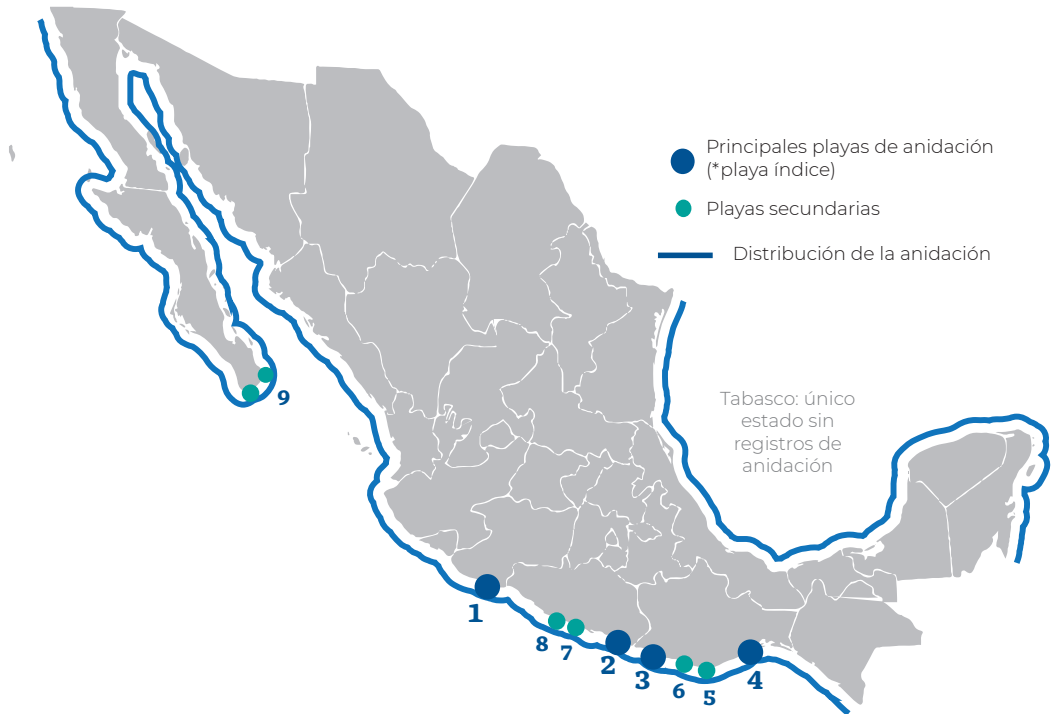 Principales playas de anidación
(*playa índice)
Playas secundarias
Distribución de la anidación
Tabasco: único
estado sin
registros de
anidación
9
1
8
7
2
3
6
5
4